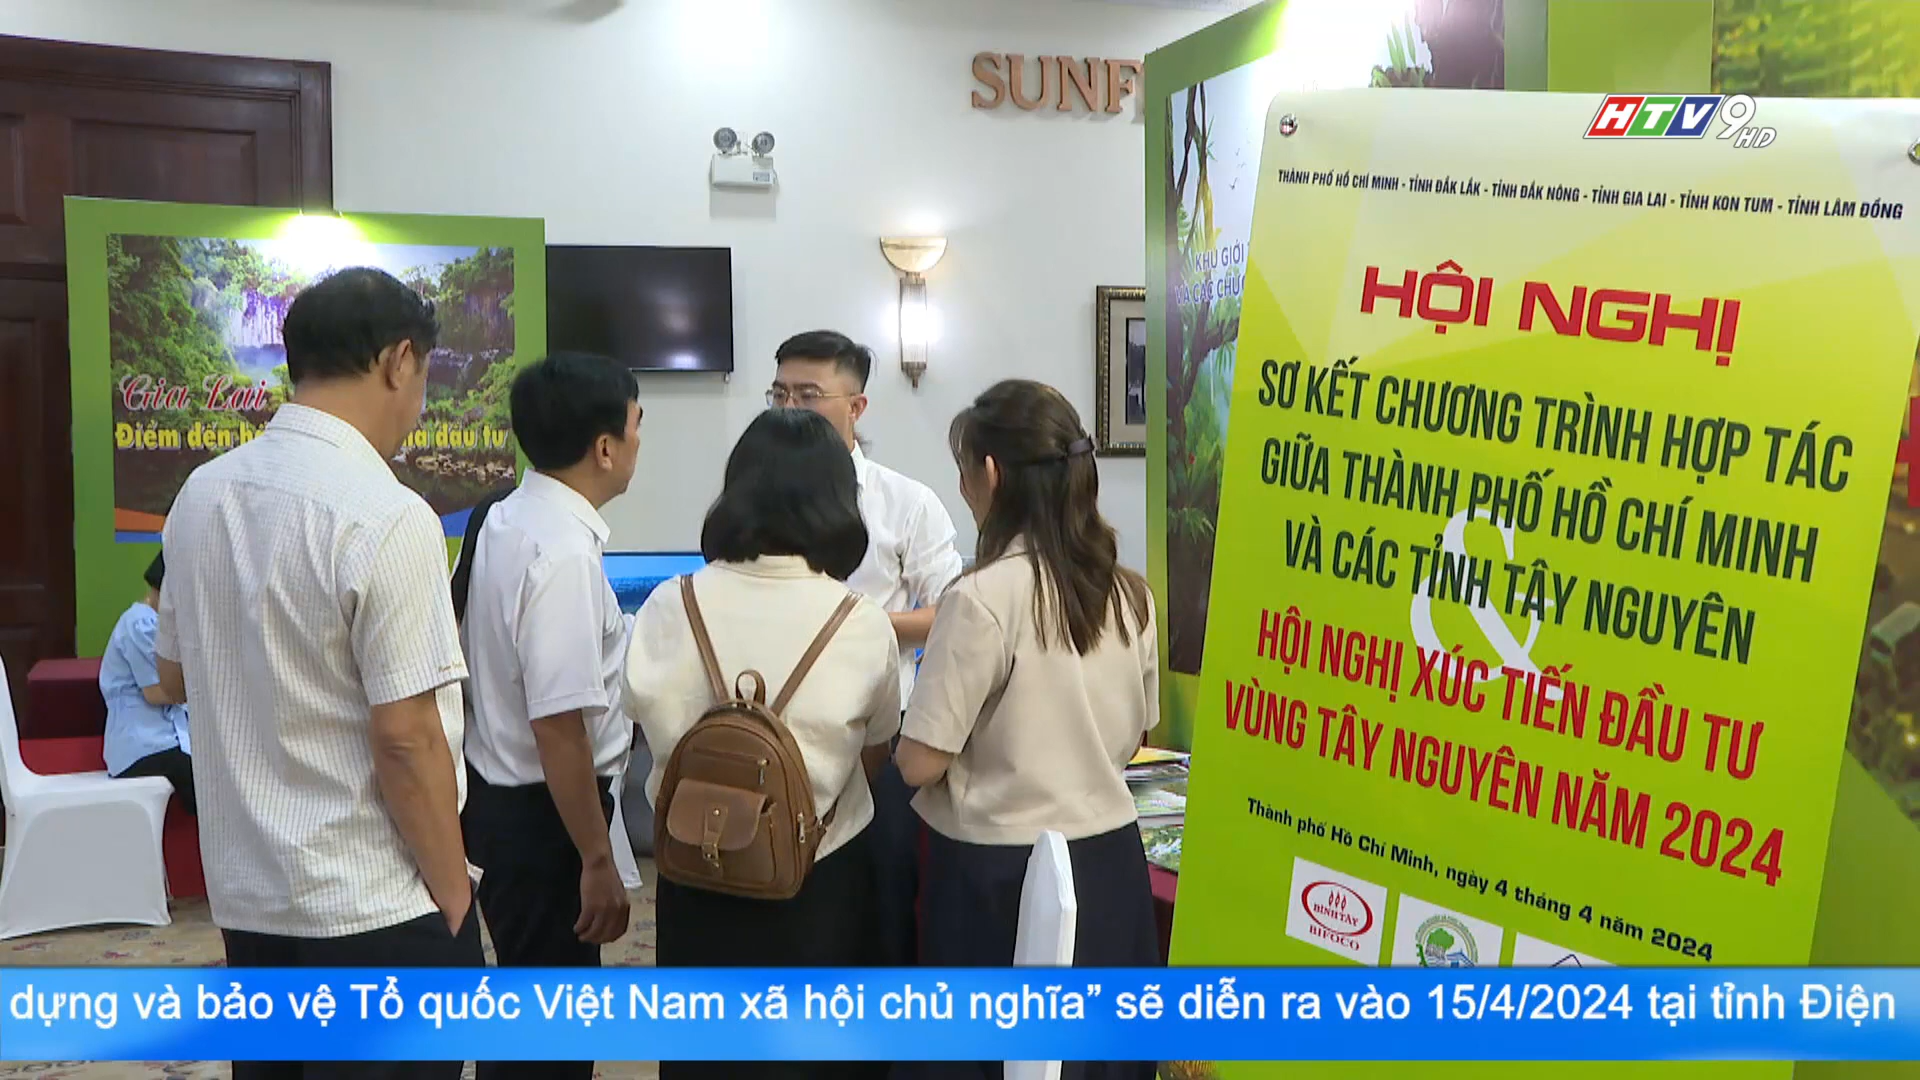 SUNF
HTV9 HD
THÀNH PHỐ HỒ CHÍ MINH - TỈNH ĐẮK LẮK - TỈNH ĐẮK NÔNG - TỈNH GIA LAI - TỈNH KON TUM - TỈNH LÂM ĐỒNG
KHU GIỚI
VÀ CÁC CHƯƠ
HỘI NGHỊ
SƠ KẾT CHƯƠNG TRÌNH HỢP TÁC
GIỮA THÀNH PHỐ HỒ CHÍ MINH
VÀ CÁC TỈNH TÂY NGUYÊN
&
HỘI NGHỊ XÚC TIẾN ĐẦU TƯ
VÙNG TÂY NGUYÊN NĂM 2024
Thành phố Hồ Chí Minh, ngày 4 tháng 4 năm 2024
BÌNH TÂY
BIFOCO
Gia Lai
Điểm đến đầu tư
dựng và bảo vệ Tổ quốc Việt Nam xã hội chủ nghĩa” sẽ diễn ra vào 15/4/2024 tại tỉnh Điện